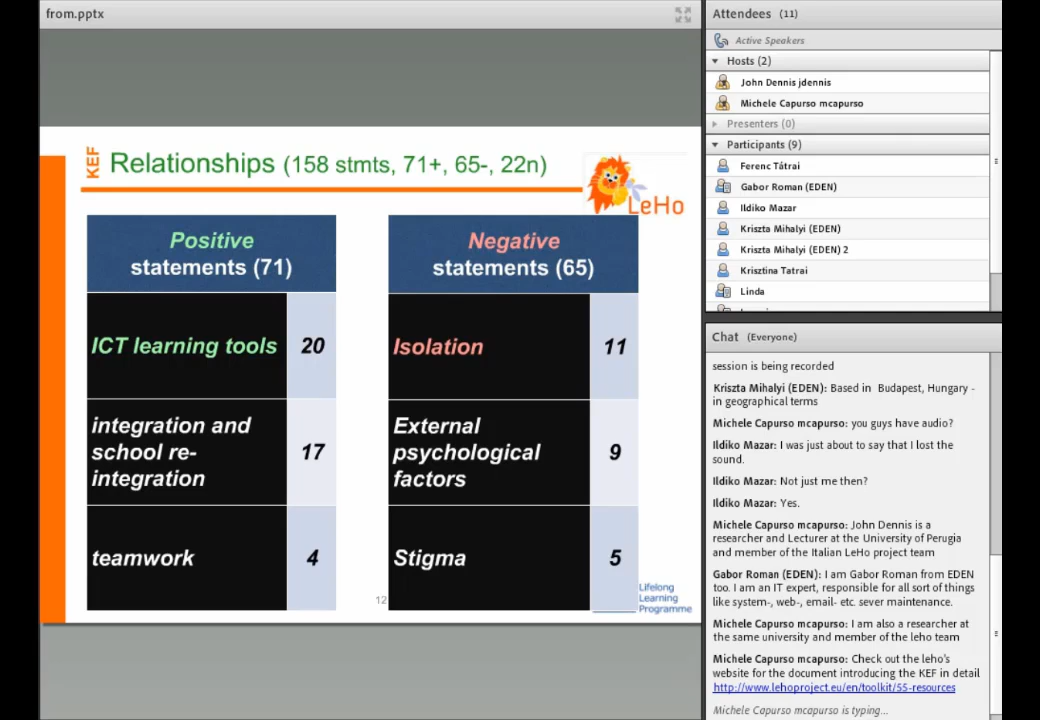 from.pptx
KEF
Relationships (158 stmts, 71+, 65-, 22n)
LeHo
Positive
statements (71)
ICT learning tools 20
integration and
school re-
integration
17
teamwork 4
Negative
statements (65)
Isolation 11
External
psychological
factors
9
Stigma 5
12
Lifelong
Learning
Programme
Attendees (11)
Active Speakers
Hosts (2)
John Dennis jdennis
Michele Capurso mcapurso
Presenters (0)
Participants (9)
Ferenc Tátrai
Gabor Roman (EDEN)
Ildiko Mazar
Kriszta Mihalyi (EDEN)
Kriszta Mihalyi (EDEN) 2
Krisztina Tatrai
Linda
Chat (Everyone)
session is being recorded
Kriszta Mihalyi (EDEN): Based in Budapest, Hungary -
in geographical terms
Michele Capurso mcapurso: you guys have audio?
Ildiko Mazar: I was just about to say that I lost the
sound.
Ildiko Mazar: Not just me then?
Ildiko Mazar: Yes.
Michele Capurso mcapurso: John Dennis is a
researcher and Lecturer at the University of Perugia
and member of the Italian LeHo project team
Gabor Roman (EDEN): I am Gabor Roman from EDEN
too. I am an IT expert, responsible for all sort of things
like system-, web-, email- etc. sever maintenance.
Michele Capurso mcapurso: I am also a researcher at
the same university and member of the leho team
Michele Capurso mcapurso: Check out the leho's
website for the document introducing the KEF in detail
http://www.lehoproject.eu/en/toolkit/55-resources
Michele Capurso mcapurso is typing...